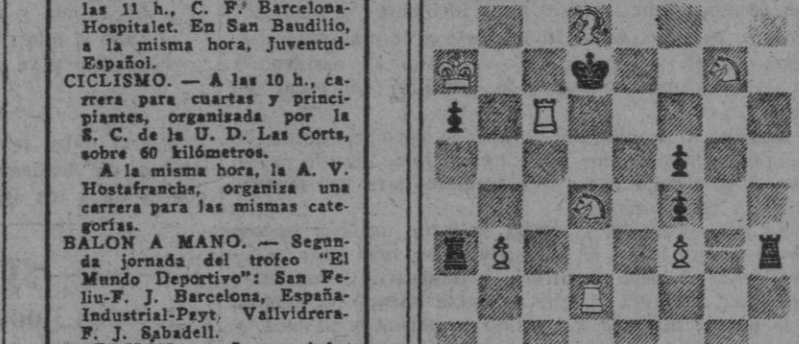 las 11 h., C. F. Barcelona-
Hospitalet. En San Baudilio,
a la misma hora, Juventud-
Español.
CICLISMO. — A las 10 h., ca-
rrera para cuartas y princi-
piantes, organizada por la
S. C. de la U. D. Las Corts,
sobre 60 kilómetros.
A la misma hora, la A. V.
Hostafranchs, organiza una
carrera para las mismas cate-
gorías.
BALON A MANO. — Segun-
da jornada del trofeo "El
Mundo Deportivo": San Fe-
liu-F. J. Barcelona, España-
Industrial-Psyt. Vallvidrera-
F. J. Sabadell.